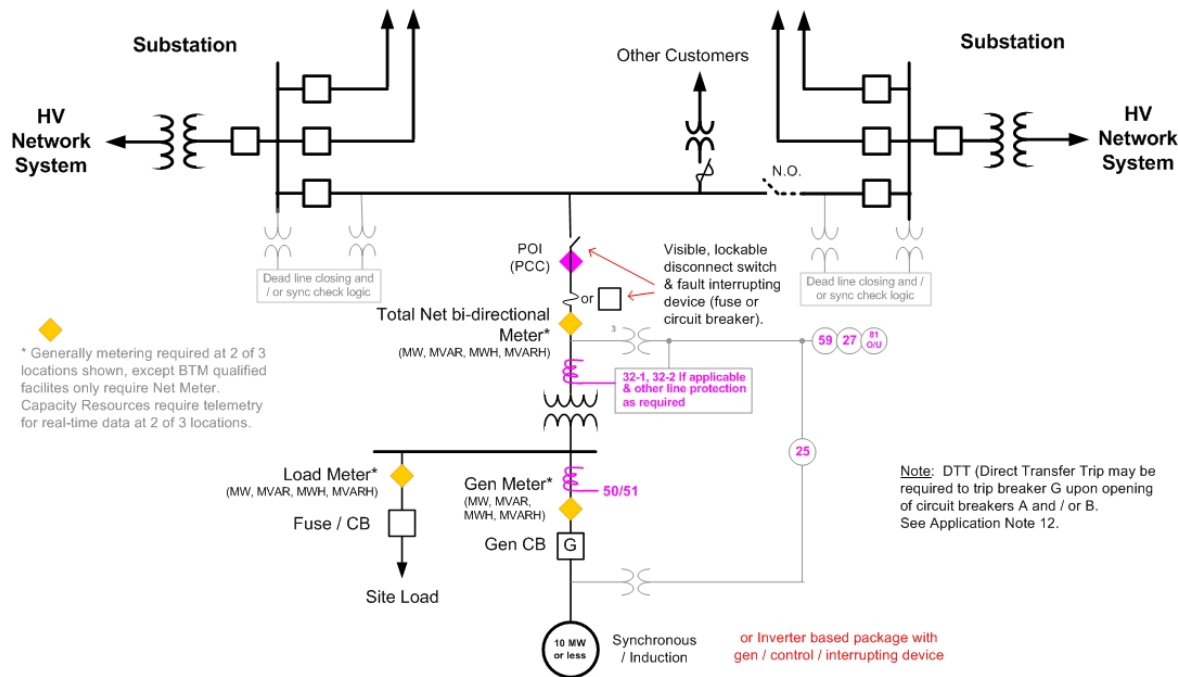 Substation
Substation
Other Customers
HV
Network
System
HV
Network
System
N.O.
POI
(PCC)
Visible, lockable
disconnect switch
& fault interrupting
device (fuse or
circuit breaker).
Dead line closing and
/ or sync check logic
Dead line closing and /
or sync check logic
or
Total Net bi-directional
Meter*
(MW, MVAR, MWH, MVARH)
3
59
27
81
O/U
* Generally metering required at 2 of 3
locations shown, except BTM qualified
facilites only require Net Meter.
Capacity Resources require telemetry
for real-time data at 2 of 3 locations.
32-1, 32-2 If applicable
& other line protection
as required
25
Load Meter*
(MW, MVAR, MWH, MVARH)
Gen Meter*
(MW, MVAR,
MWH, MVARH)
50/51
Fuse / CB
Gen CB
G
Note: DTT (Direct Transfer Trip may be
required to trip breaker G upon opening
of circuit breakers A and / or B.
See Application Note 12.
Site Load
10 MW
or less
Synchronous
/ Induction
or Inverter based package with
gen / control / interrupting device